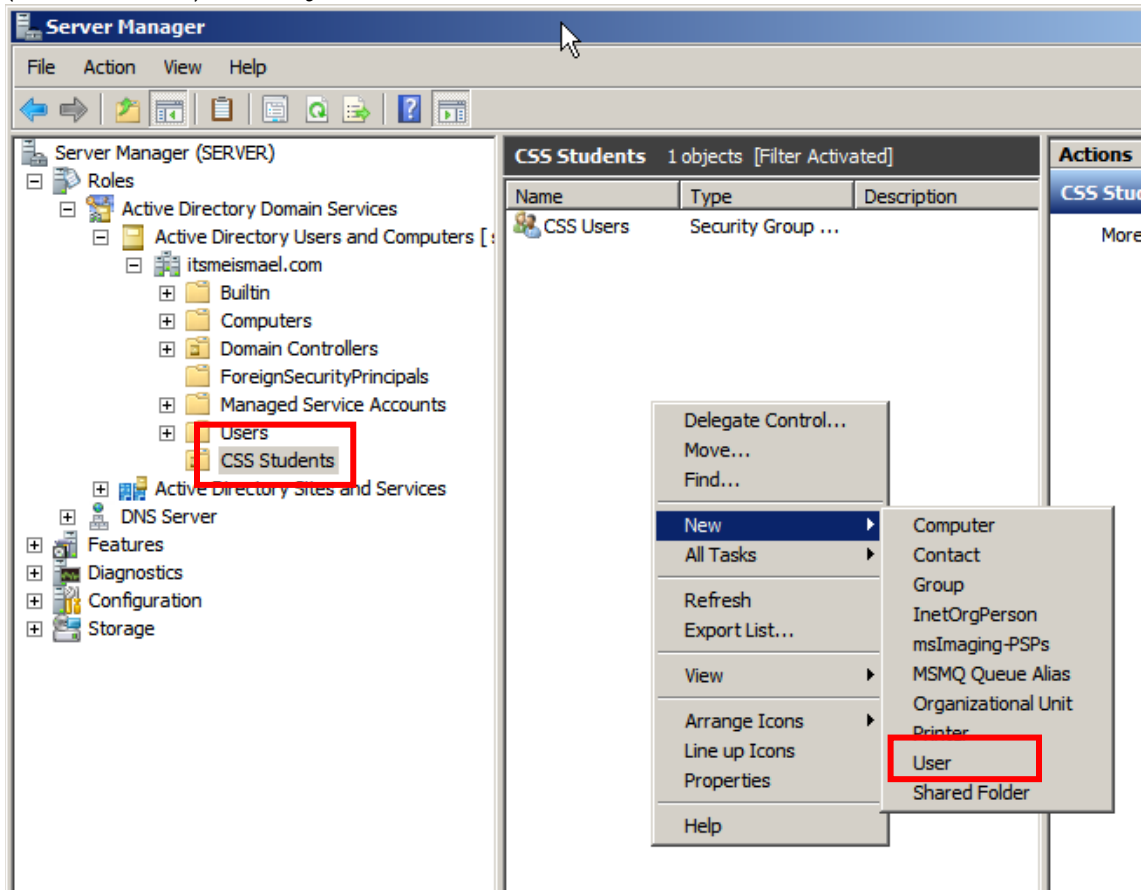 Server Manager
File Action View Help
Server Manager (SERVER)
Roles
Active Directory Domain Services
Active Directory Users and Computers [
itsmeismael.com
Builtin
Computers
Domain Controllers
ForeignSecurityPrincipals
Managed Service Accounts
Users
CSS Students
Active Directory Sites and Services
DNS Server
Features
Diagnostics
Configuration
Storage
CSS Students 1 objects [Filter Activated]
Name Type Description
CSS Users Security Group ...
Delegate Control...
Move...
Find...
New
All Tasks
Refresh
Export List...
View
Arrange Icons
Line up Icons
Properties
Help
Computer
Contact
Group
InetOrgPerson
msImaging-PSPs
MSMQ Queue Alias
Organizational Unit
Printer
User
Shared Folder
Actions
CSS Stu
More